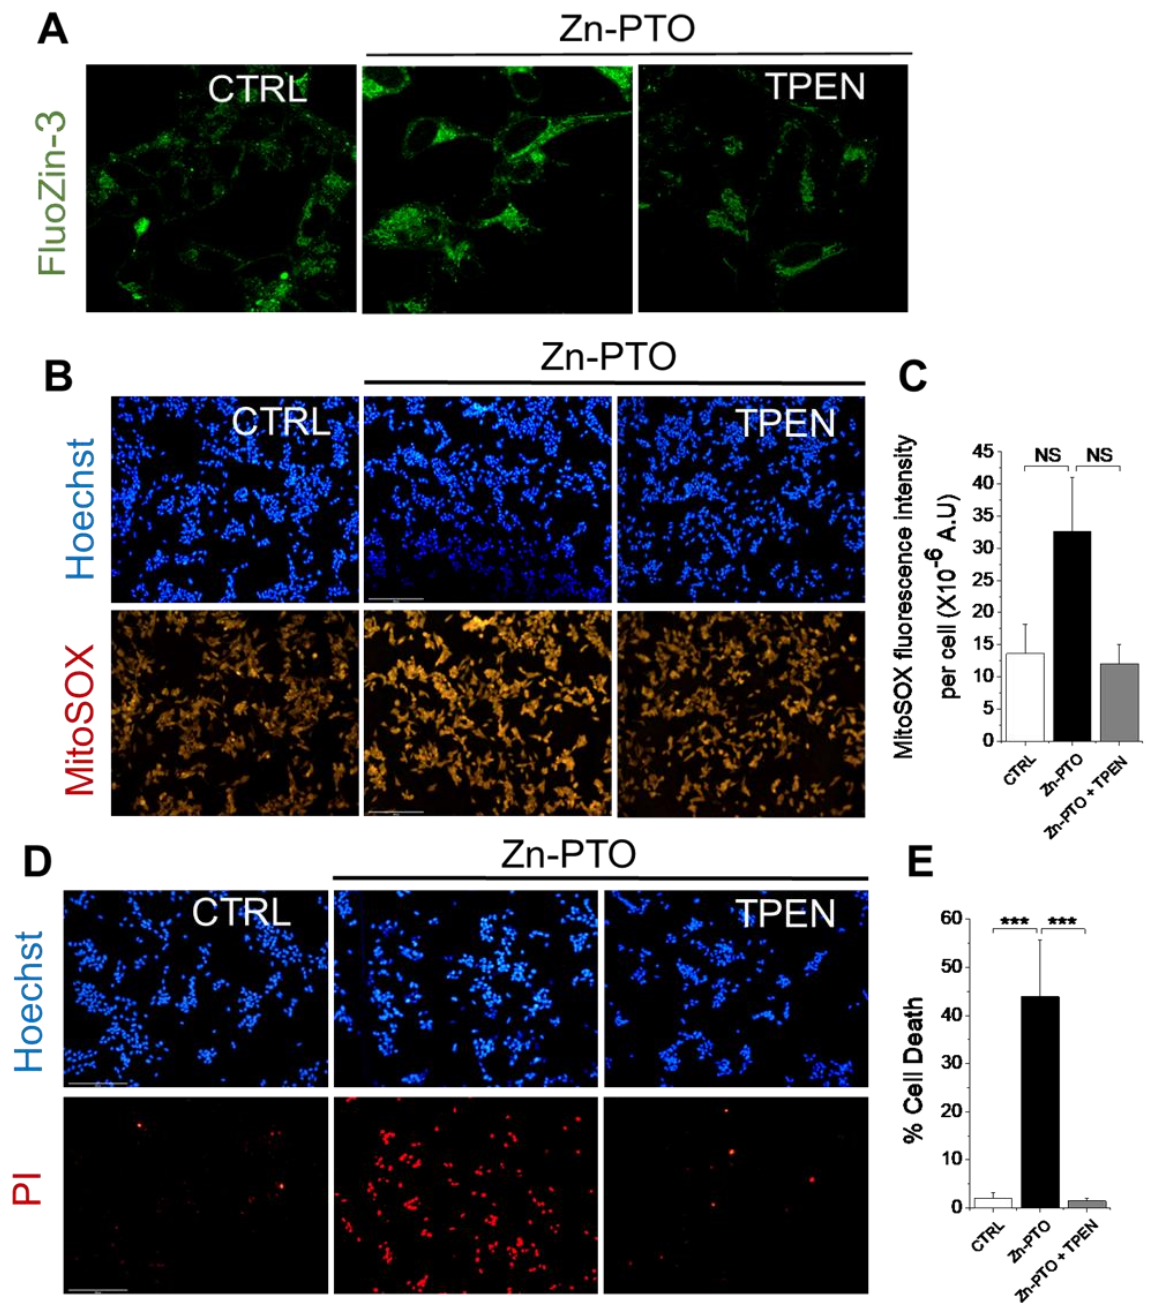 A
Zn-PTO
CTRL
TPEN
FluoZin-3
B
Zn-PTO
CTRL
TPEN
Hoechst
MitoSOX
C
MitoSOX fluorescence intensity
per cell (X10⁻⁶ A.U)
45
40
35
30
25
20
15
10
5
0
NS
NS
CTRL
Zn-PTO
Zn-PTO + TPEN
D
Zn-PTO
CTRL
TPEN
Hoechst
PI
E
% Cell Death
60
50
40
30
20
10
0
***
***
CTRL
Zn-PTO
Zn-PTO + TPEN